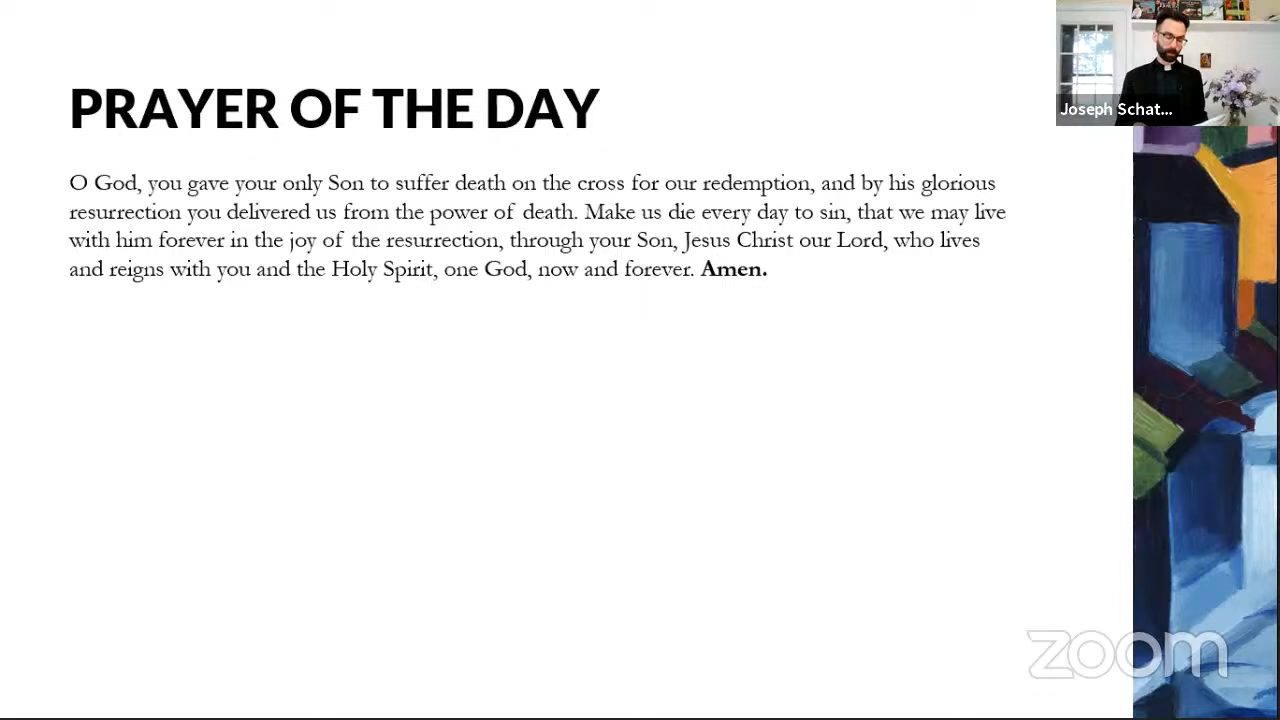 PRAYER OF THE DAY
Joseph Schat...
O God, you gave your only Son to suffer death on the cross for our redemption, and by his glorious
resurrection you delivered us from the power of death. Make us die every day to sin, that we may live
with him forever in the joy of the resurrection, through your Son, Jesus Christ our Lord, who lives
and reigns with you and the Holy Spirit, one God, now and forever. Amen.
zoom